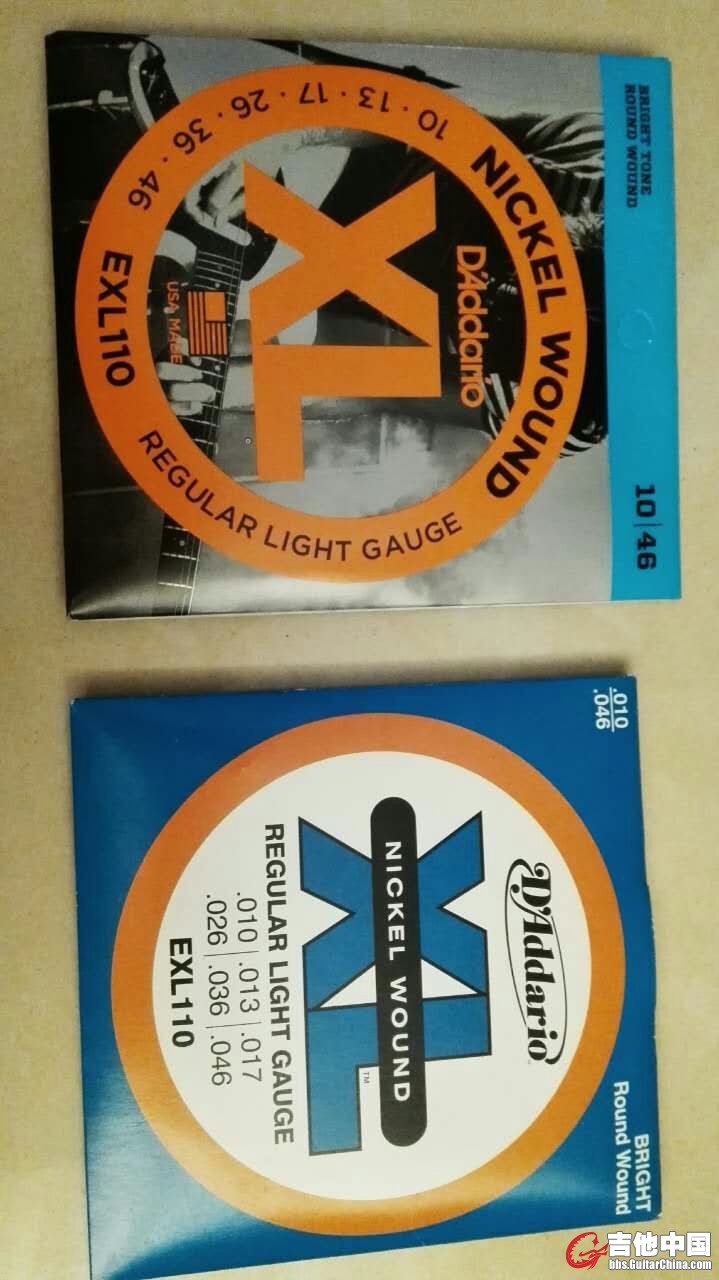 BRIGHT TONE
ROUND WOUND
10|46
NICKEL WOUND
D'Addario
XL
USA MADE
10 · 13 · 17 · 26 · 36 · 46
EXL110
REGULAR LIGHT GAUGE
.010
.046
BRIGHT
Round Wound
D'Addario
XL
NICKEL WOUND
TM
REGULAR LIGHT GAUGE
.010 | .013 | .017
.026 | .036 | .046
EXL110
吉他中国
bbs.GuitarChina.com